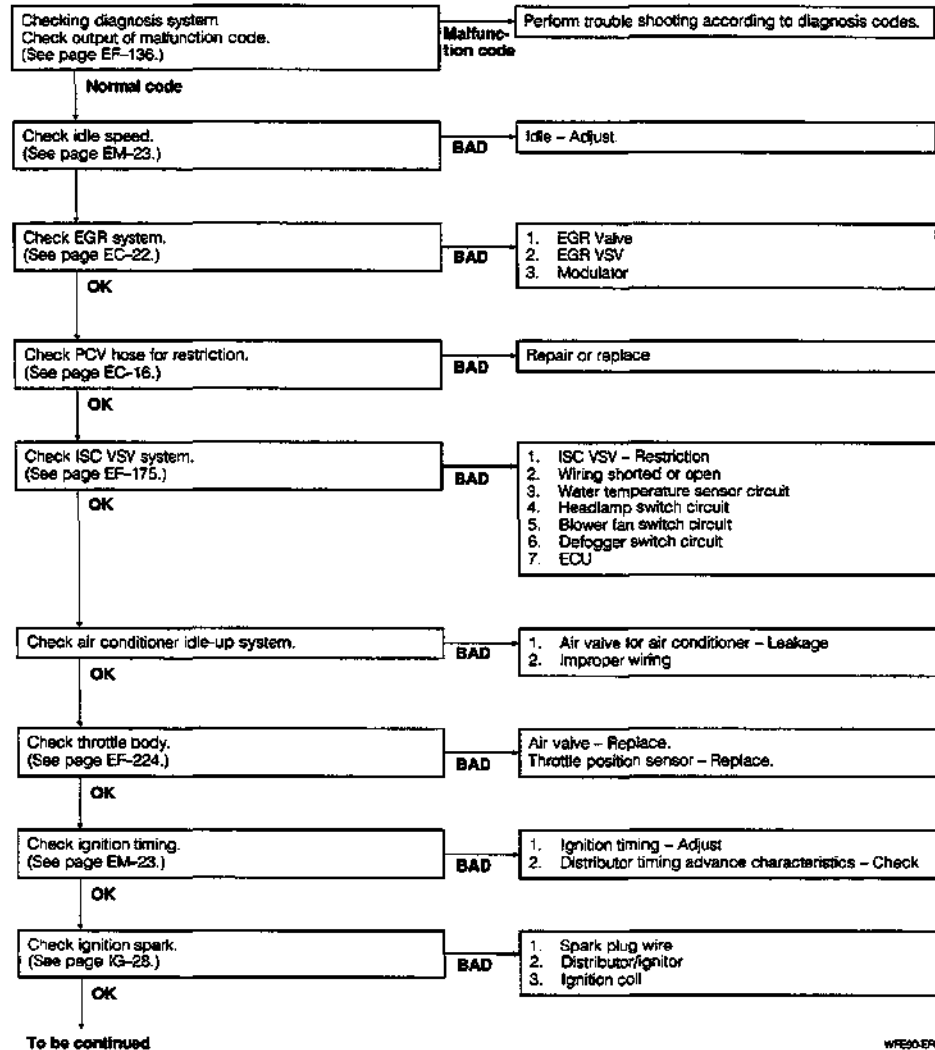 Checking diagnosis system
Check output of malfunction code.
(See page EF–136.)
Malfunc-
tion code
Perform trouble shooting according to diagnosis codes.
Normal code
Check idle speed.
(See page EM–23.)
BAD
Idle – Adjust.
Check EGR system.
(See page EC–22.)
BAD
1. EGR Valve
2. EGR VSV
3. Modulator
OK
Check PCV hose for restriction.
(See page EC–16.)
BAD
Repair or replace
OK
Check ISC VSV system.
(See page EF–175.)
BAD
1. ISC VSV – Restriction
2. Wiring shorted or open
3. Water temperature sensor circuit
4. Headlamp switch circuit
5. Blower fan switch circuit
6. Defogger switch circuit
7. ECU
OK
Check air conditioner idle-up system.
BAD
1. Air valve for air conditioner – Leakage
2. Improper wiring
OK
Check throttle body.
(See page EF–224.)
BAD
Air valve – Replace.
Throttle position sensor – Replace.
OK
Check ignition timing.
(See page EM–23.)
BAD
1. Ignition timing – Adjust
2. Distributor timing advance characteristics – Check
OK
Check ignition spark.
(See page IG–28.)
BAD
1. Spark plug wire
2. Distributor/ignitor
3. Ignition coil
OK
To be continued